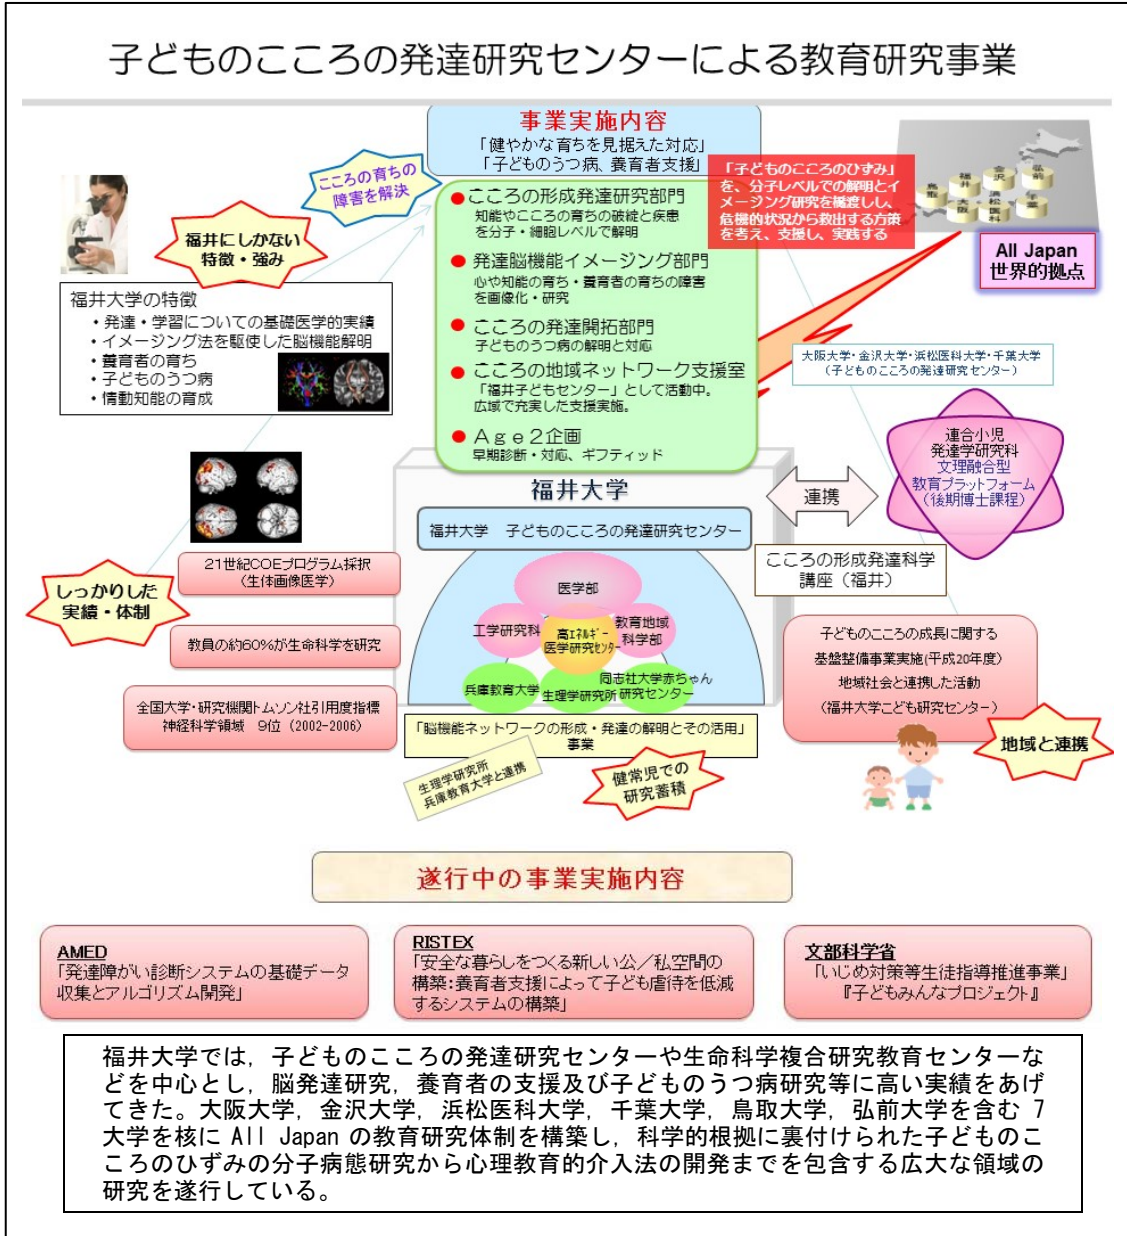 子どものこころの発達研究センターによる教育研究事業
事業実施内容
「健やかな育ちを見据えた対応」
「子どものうつ病、養育者支援」
こころの育ちの
障害を解決
福井にしかない
特徴・強み
福井大学の特徴
・発達・学習についての基礎医学的実績
・イメージング法を駆使した脳機能解明
・養育者の育ち
・子どものうつ病
・情動知能の育成
●こころの形成発達研究部門
知能やこころの育ちの破綻と疾患
を分子・細胞レベルで解明
● 発達脳機能イメージング部門
心や知能の育ち・養育者の育ちの障害
を画像化・研究
● こころの発達開拓部門
子どものうつ病の解明と対応
● こころの地域ネットワーク支援室
「福井子どもセンター」として活動中。
広域で充実した支援実施。
● Ａｇｅ２企画
早期診断・対応、ギフティッド
「子どものこころのひずみ」
を、分子レベルでの解明とイ
メージング研究を橋渡しし、
危機的状況から救出する方策
を考え、支援し、実践する
鳥取
福井
大阪
金沢
浜松医科
弘前
千葉
All Japan
世界的拠点
大阪大学・金沢大学・浜松医科大学・千葉大学
（子どものこころの発達研究センター）
連合小児
発達学研究科
文理融合型
教育プラットフォーム
（後期博士課程）
連携
こころの形成発達科学
講座（福井）
福井大学
福井大学　子どものこころの発達研究センター
医学部
工学研究科
高エネルギー
医学研究センター
教育地域
科学部
兵庫教育大学
生理学研究所
同志社大学赤ちゃん
研究センター
「脳機能ネットワークの形成・発達の解明とその活用」
事業
生理学研究所
兵庫教育大学と連携
健常児での
研究蓄積
しっかりした
実績・体制
21世紀COEプログラム採択
（生体画像医学）
教員の約60%が生命科学を研究
全国大学・研究機関トムソン社引用度指標
神経科学領域　9位（2002-2006）
子どものこころの成長に関する
基盤整備事業実施(平成20年度)
地域社会と連携した活動
（福井大学こども研究センター）
地域と連携
遂行中の事業実施内容
AMED
「発達障がい診断システムの基礎データ
収集とアルゴリズム開発」
RISTEX
「安全な暮らしをつくる新しい公／私空間の
構築：養育者支援によって子ども虐待を低減
するシステムの構築」
文部科学省
「いじめ対策等生徒指導推進事業」
『子どもみんなプロジェクト』
福井大学では，子どものこころの発達研究センターや生命科学複合研究教育センターな
どを中心とし，脳発達研究，養育者の支援及び子どものうつ病研究等に高い実績をあげ
てきた。大阪大学，金沢大学，浜松医科大学，千葉大学，鳥取大学，弘前大学を含む 7
大学を核に All Japan の教育研究体制を構築し，科学的根拠に裏付けられた子どものこ
ころのひずみの分子病態研究から心理教育的介入法の開発までを包含する広大な領域の
研究を遂行している。